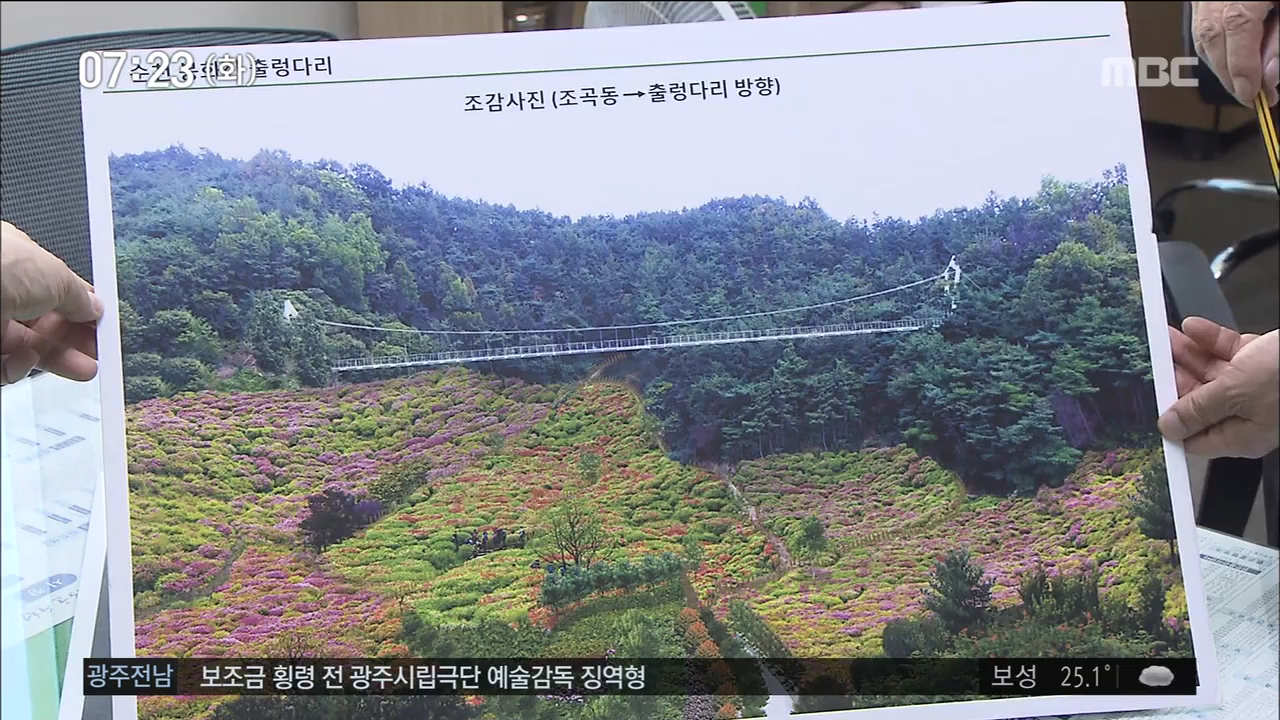 07:23 (화)
출렁다리
MBC
조감사진 (조곡동 → 출렁다리 방향)
광주전남 보조금 횡령 전 광주시립극단 예술감독 징역형 보성 25.1°